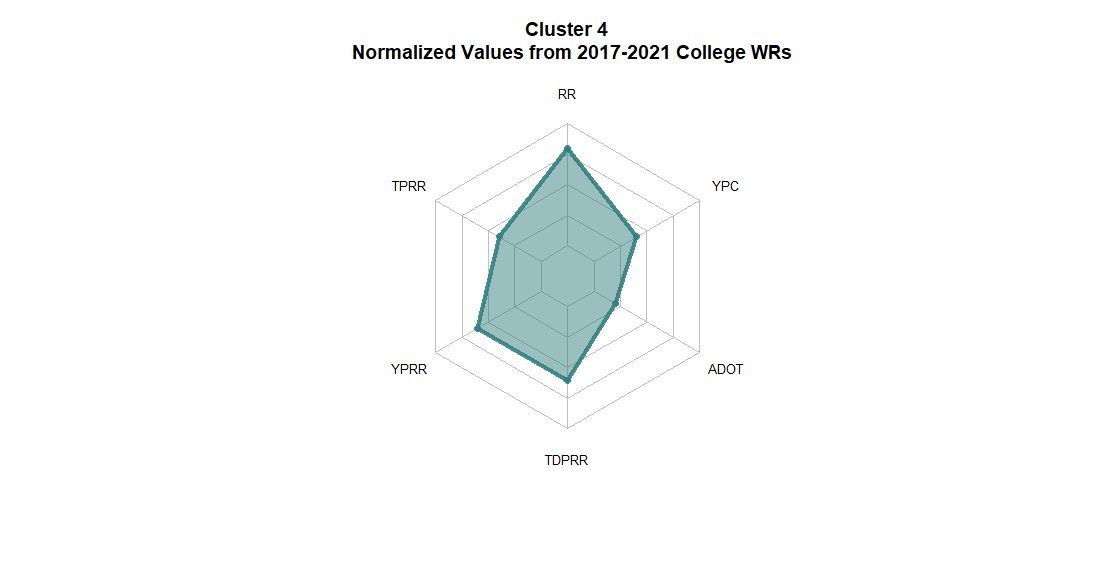 Cluster 4
Normalized Values from 2017-2021 College WRs
RR
TPRR
YPC
YPRR
ADOT
TDPRR